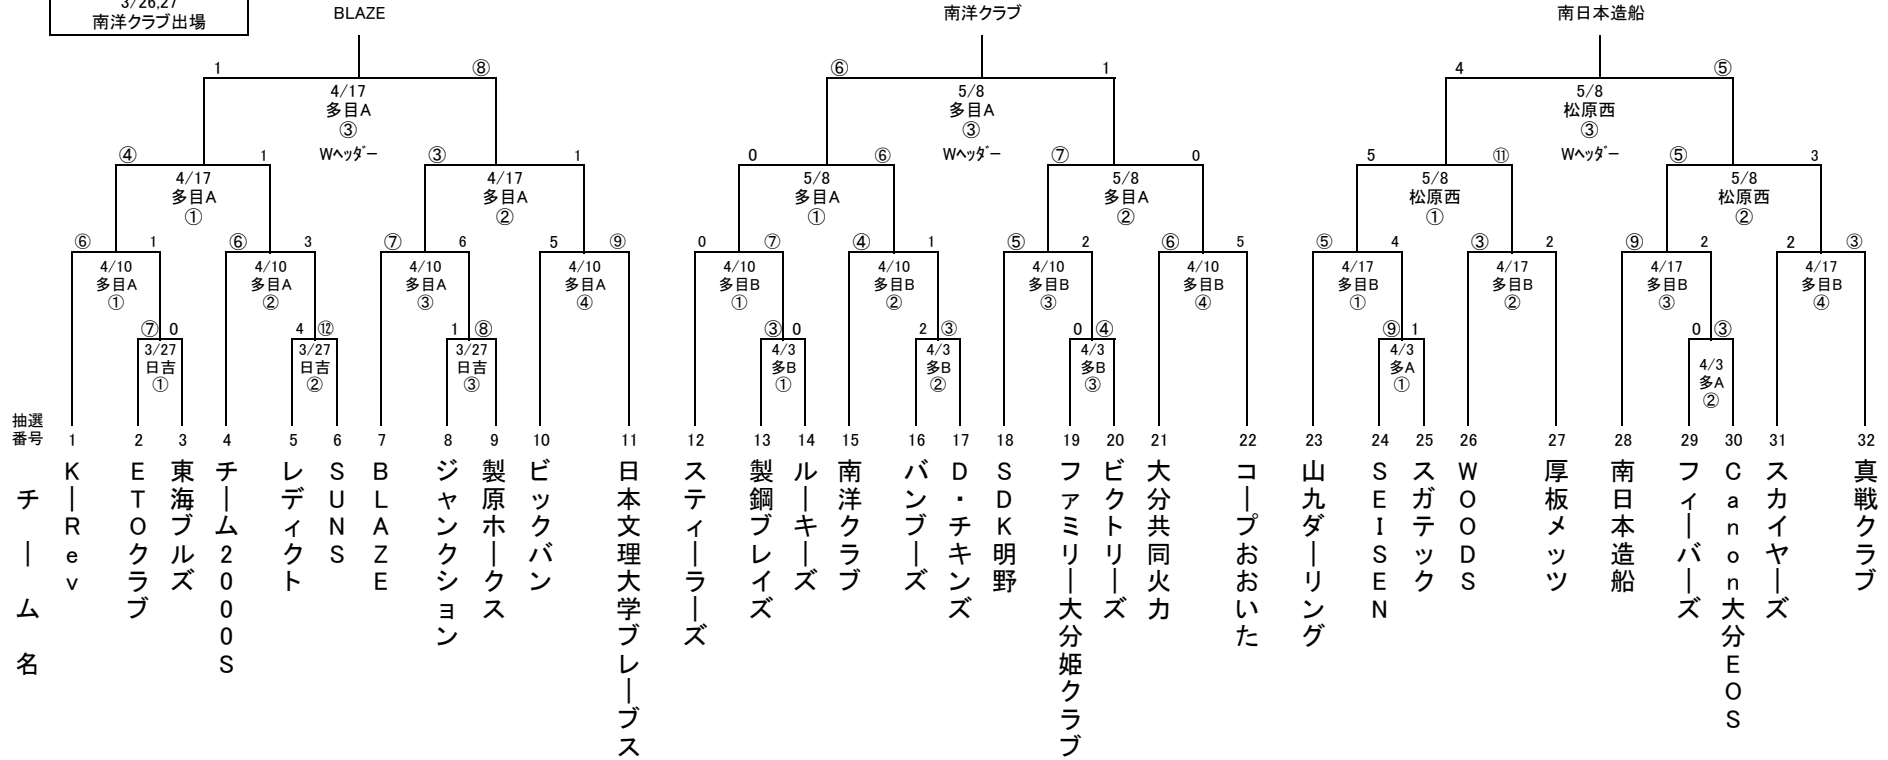 3/26,27
南洋クラブ出場
BLAZE
南洋クラブ
南日本造船
1 ⑧
⑥ 1
4 ⑤
4/17
多目A
③
Wヘッダー
5/8
多目A
③
Wヘッダー
5/8
松原西
③
Wヘッダー
④ 1
③ 1
0 ⑥
⑦ 0
5 ⑪
⑤ 3
4/17
多目A
①
4/17
多目A
②
5/8
多目A
①
5/8
多目A
②
5/8
松原西
①
5/8
松原西
②
⑥ 1
⑥ 3
⑦ 6
5 ⑨
0 ⑦
④ 1
⑤ 2
⑥ 5
⑤ 4
③ 2
⑨ 2
2 ③
4/10
多目A
①
4/10
多目A
②
4/10
多目A
③
4/10
多目A
④
4/10
多目B
①
4/10
多目B
②
4/10
多目B
③
4/10
多目B
④
4/17
多目B
①
4/17
多目B
②
4/17
多目B
③
4/17
多目B
④
⑦ 0
4 ⑫
1 ⑧
③ 0
2 ③
0 ④
⑨ 1
0 ③
3/27
日吉
①
3/27
日吉
②
3/27
日吉
③
4/3
多B
①
4/3
多B
②
4/3
多B
③
4/3
多A
①
4/3
多A
②
抽選
番号
1 2 3 4 5 6 7 8 9 10 11 12 13 14 15 16 17 18 19 20 21 22 23 24 25 26 27 28 29 30 31 32
チーム名
KーRev
ETOクラブ
東海ブルズ
チーム2000S
レディクト
SUNS
BLAZE
ジャンクション
製原ホークス
ビックバン
日本文理大学ブレーブス
スティーラーズ
製鋼ブレイズ
ルーキーズ
南洋クラブ
バンブーズ
D・チキンズ
SDK明野
ファミリー大分姫クラブ
ビクトリーズ
大分共同火力
コープおおいた
山九ダーリング
SEISEN
スガテック
WOODS
厚板メッツ
南日本造船
フィーバーズ
Canon大分EOS
スカイヤーズ
真戦クラブ